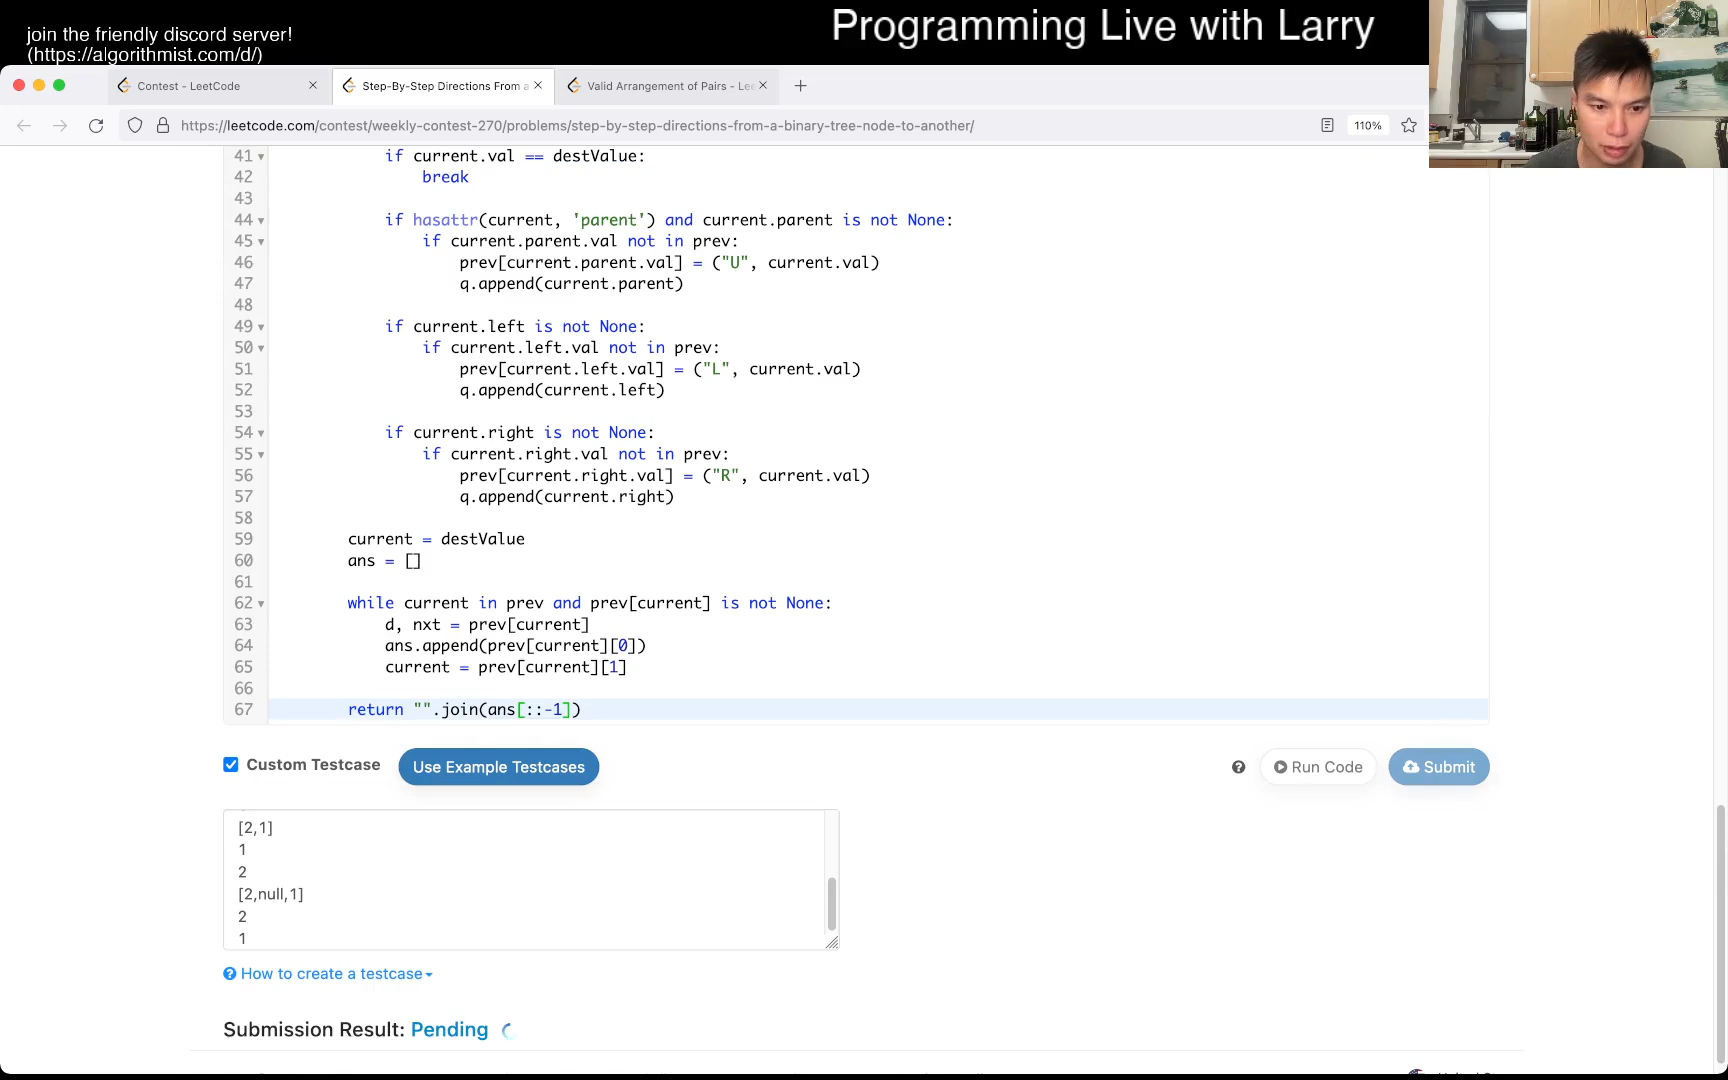 join the friendly discord server!
(https://algorithmist.com/d/)
Programming Live with Larry
Contest - LeetCode
Step-By-Step Directions From a
Valid Arrangement of Pairs - Lee
https://leetcode.com/contest/weekly-contest-270/problems/step-by-step-directions-from-a-binary-tree-node-to-another/
110%
41 if current.val == destValue:
42 break
43
44 if hasattr(current, 'parent') and current.parent is not None:
45 if current.parent.val not in prev:
46 prev[current.parent.val] = ("U", current.val)
47 q.append(current.parent)
48
49 if current.left is not None:
50 if current.left.val not in prev:
51 prev[current.left.val] = ("L", current.val)
52 q.append(current.left)
53
54 if current.right is not None:
55 if current.right.val not in prev:
56 prev[current.right.val] = ("R", current.val)
57 q.append(current.right)
58
59 current = destValue
60 ans = []
61
62 while current in prev and prev[current] is not None:
63 d, nxt = prev[current]
64 ans.append(prev[current][0])
65 current = prev[current][1]
66
67 return "".join(ans[::-1])
Custom Testcase
Use Example Testcases
Run Code
Submit
[2,1]
1
2
[2,null,1]
2
1
How to create a testcase
Submission Result: Pending